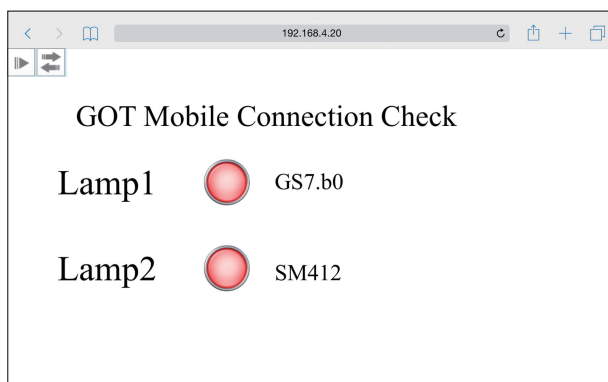 192.168.4.20
GOT Mobile Connection Check
Lamp1
GS7.b0
Lamp2
SM412